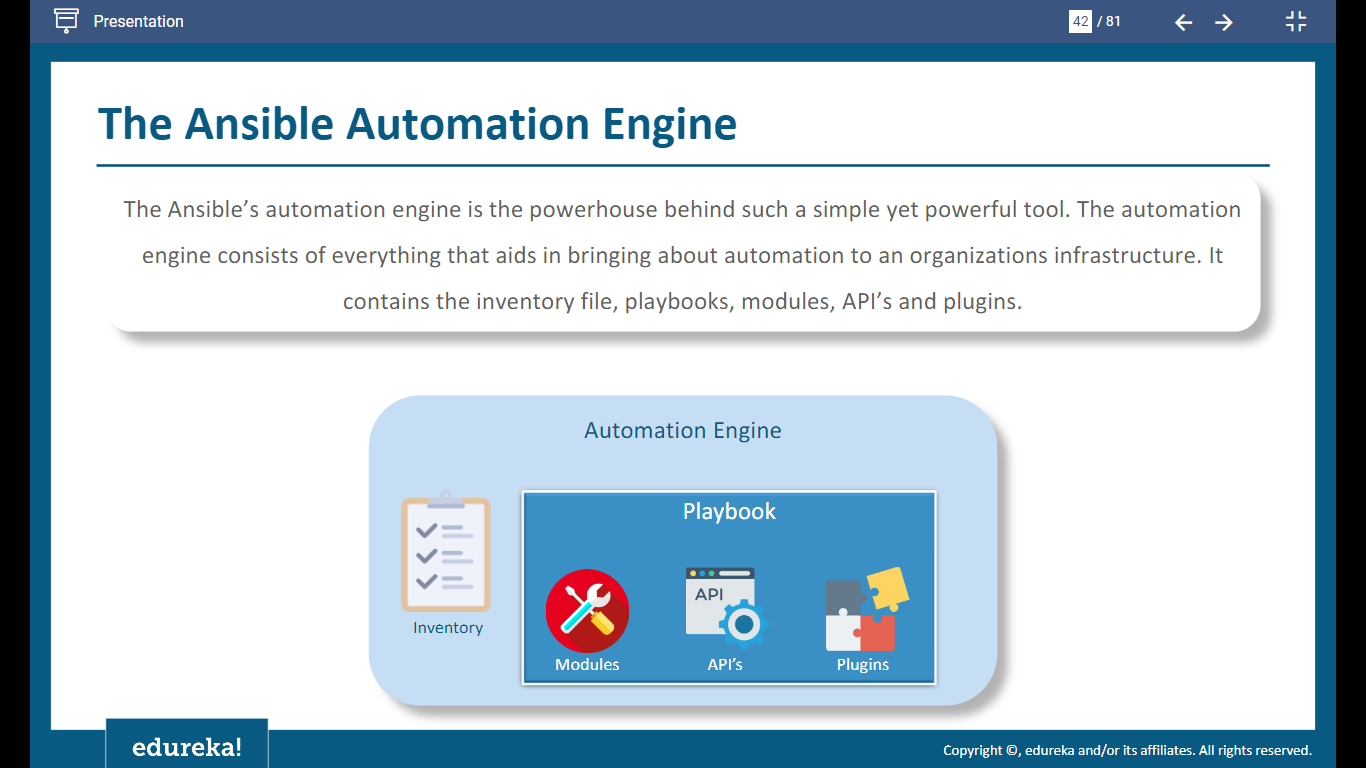 Presentation
42 / 81
The Ansible Automation Engine
The Ansible’s automation engine is the powerhouse behind such a simple yet powerful tool. The automation
engine consists of everything that aids in bringing about automation to an organizations infrastructure. It
contains the inventory file, playbooks, modules, API’s and plugins.
Automation Engine
Playbook
API
Inventory
Modules
API’s
Plugins
edureka!
Copyright ©, edureka and/or its affiliates. All rights reserved.